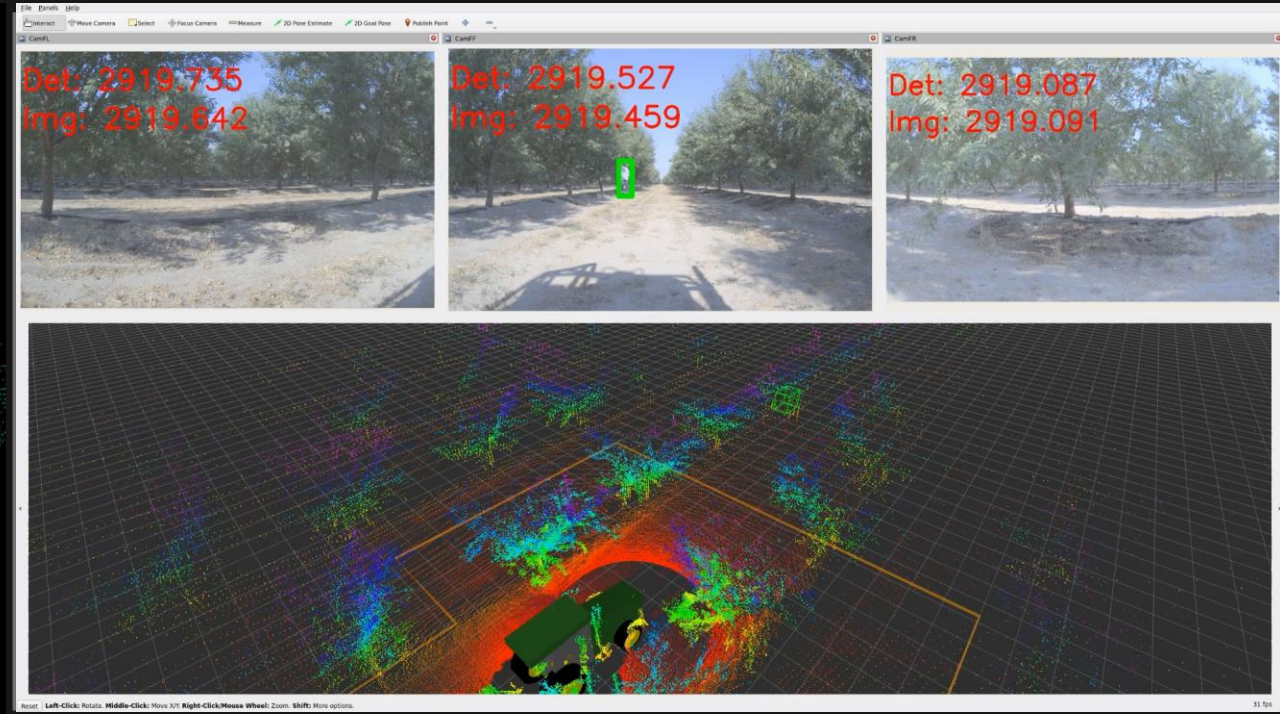 File Panels Help
Interact Move Camera Select Focus Camera Measure 2D Pose Estimate 2D Goal Pose Publish Point
CamFL
CamFF
CamFR
Det: 2919.735
Img: 2919.642
Det: 2919.527
Img: 2919.459
Det: 2919.087
Img: 2919.091
Reset Left-Click: Rotate. Middle-Click: Move X/Y. Right-Click/Mouse Wheel: Zoom. Shift: More options.
31 fps